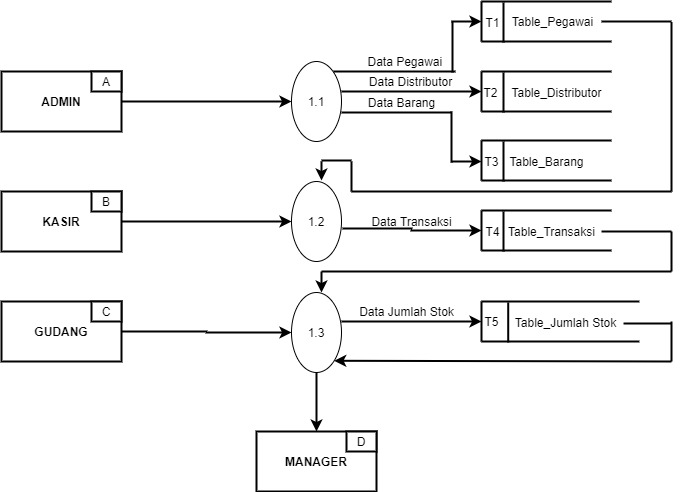 Data Pegawai
T1 Table_Pegawai
A
ADMIN
1.1
Data Distributor
T2 Table_Distributor
Data Barang
T3 Table_Barang
B
KASIR
1.2
Data Transaksi
T4 Table_Transaksi
C
GUDANG
1.3
Data Jumlah Stok
T5 Table_Jumlah Stok
D
MANAGER